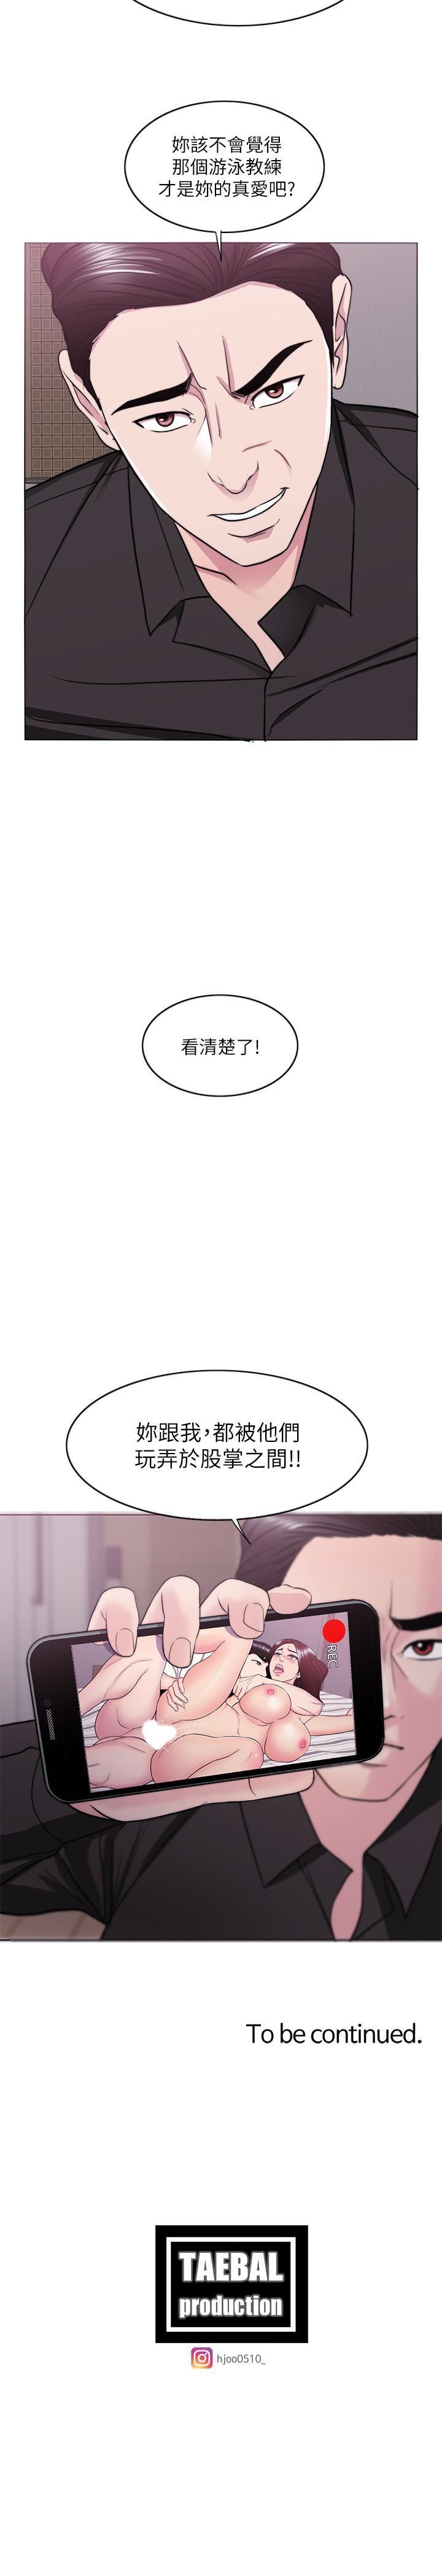 妳該不會覺得
那個游泳教練
才是妳的真愛吧?
看清楚了!
妳跟我，都被他們
玩弄於股掌之間!!
REC
To be continued.
TAEBAL
production
hjoo0510_